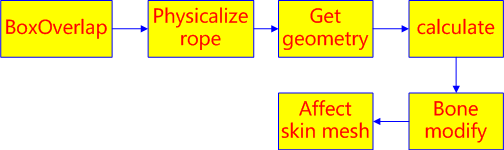 BoxOverlap
Physicalize
rope
Get
geometry
calculate
Bone
modify
Affect
skin mesh